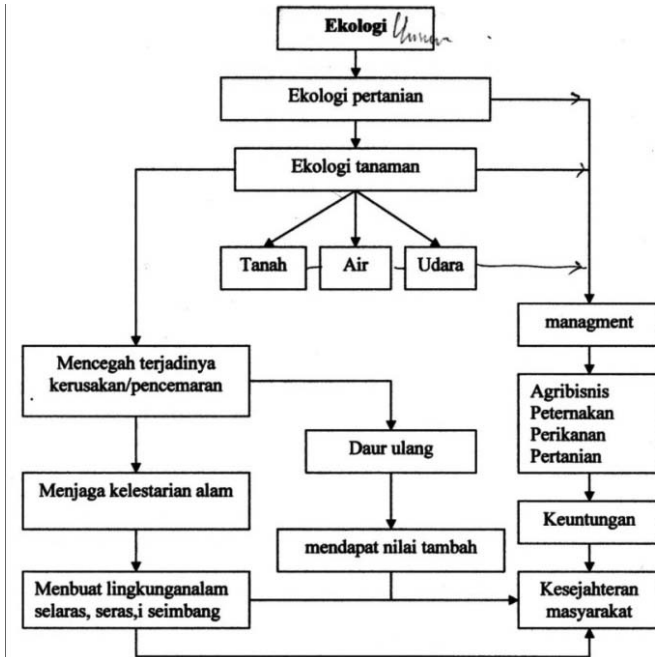 Ekologi
Ekologi pertanian
Ekologi tanaman
Tanah
Air
Udara
managment
Mencegah terjadinya
kerusakan/pencemaran
Agribisnis
Peternakan
Perikanan
Pertanian
Daur ulang
Menjaga kelestarian alam
Keuntungan
mendapat nilai tambah
Menbuat lingkunganalam
selaras, seras,i seimbang
Kesejahteran
masyarakat